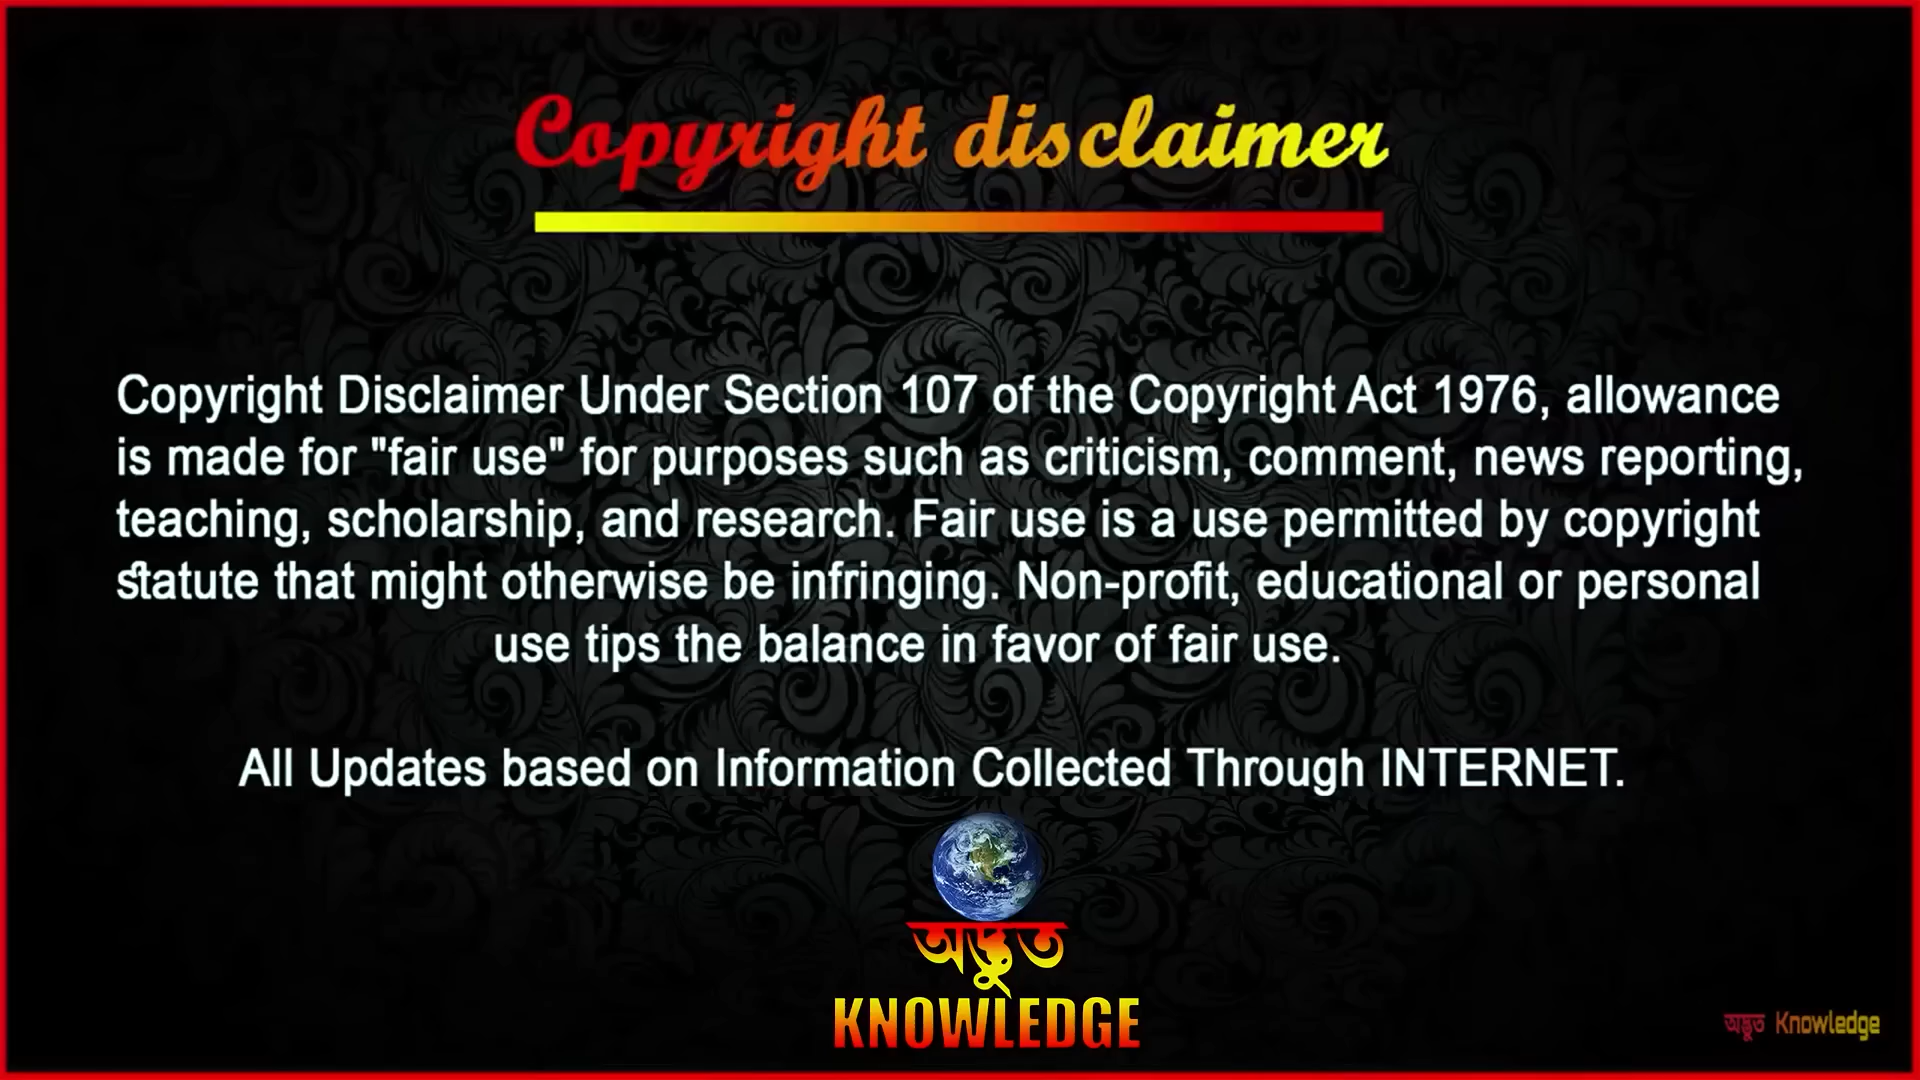 Copyright disclaimer
Copyright Disclaimer Under Section 107 of the Copyright Act 1976, allowance
is made for "fair use" for purposes such as criticism, comment, news reporting,
teaching, scholarship, and research. Fair use is a use permitted by copyright
statute that might otherwise be infringing. Non-profit, educational or personal
use tips the balance in favor of fair use.
All Updates based on Information Collected Through INTERNET.
অদ্ভুত
KNOWLEDGE
অদ্ভুত Knowledge